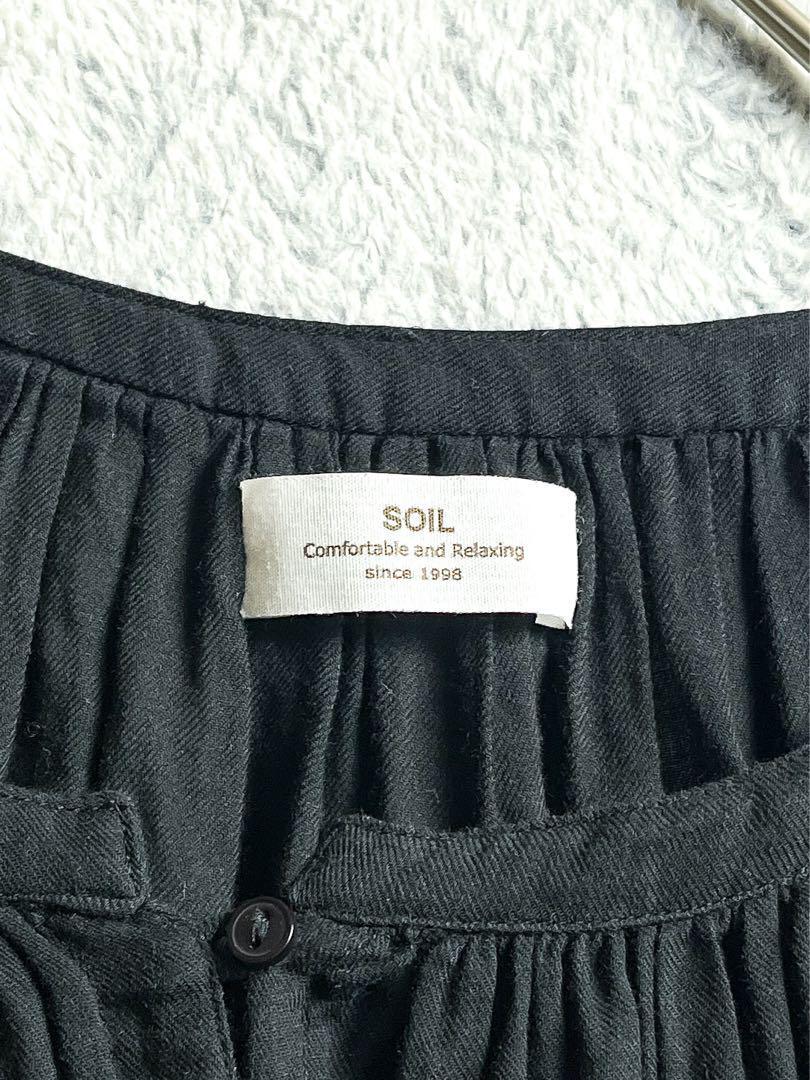 SOIL
Comfortable and Relaxing
since 1998